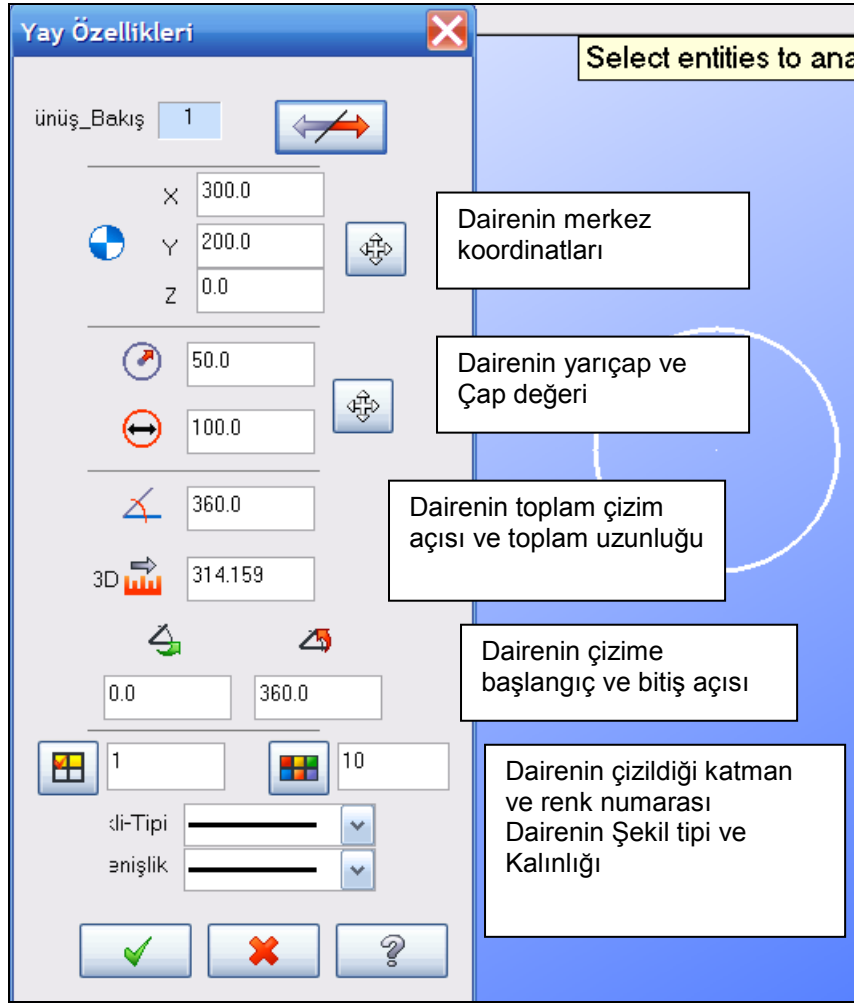 Yay Özellikleri
Select entities to ana
ünüş_Bakış 1
X 300.0
Y 200.0
Z 0.0
Dairenin merkez
koordinatları
50.0
100.0
Dairenin yarıçap ve
Çap değeri
360.0
3D 314.159
Dairenin toplam çizim
açısı ve toplam uzunluğu
0.0 360.0
Dairenin çizime
başlangıç ve bitiş açısı
1 10
kli-Tipi
enişlik
Dairenin çizildiği katman
ve renk numarası
Dairenin Şekil tipi ve
Kalınlığı